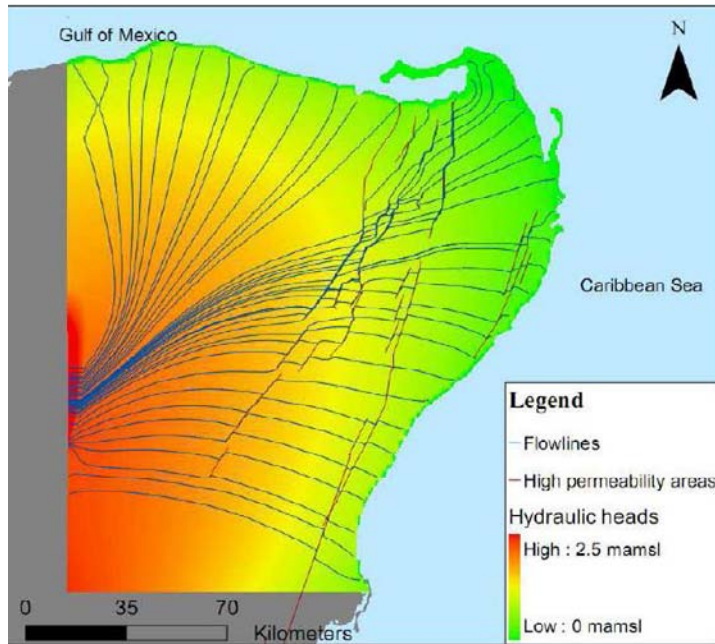 Gulf of Mexico
N
Caribbean Sea
Legend
Flowlines
High permeability areas
Hydraulic heads
High : 2.5 mamsl
Low : 0 mamsl
0 35 70
Kilometers